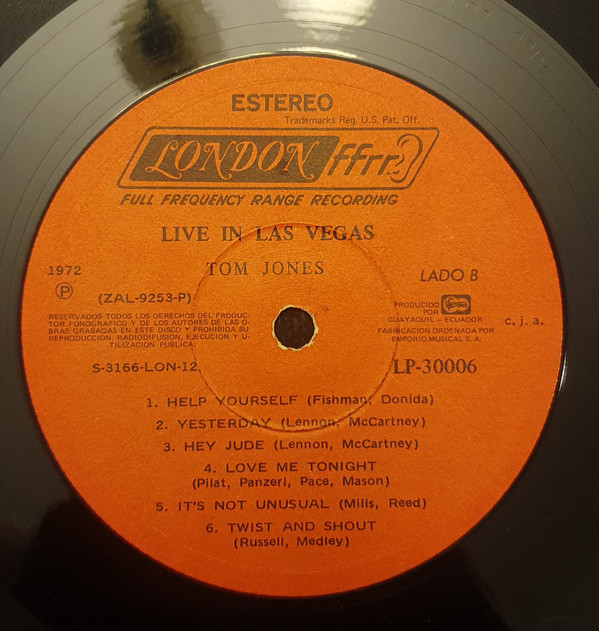 ESTEREO
Trademarks Reg. U.S. Pat. Off.
LONDON ffrr
FULL FREQUENCY RANGE RECORDING
LIVE IN LAS VEGAS
TOM JONES
1972
P
LADO B
(ZAL-9253-P)
RESERVADOS TODOS LOS DERECHOS DEL PRODUC-
TOR FONOGRAFICO Y DE LOS AUTORES DE LAS O-
BRAS GRABADAS EN ESTE DISCO Y PROHIBIDA SU
REPRODUCCION, RADIODIFUSION, EJECUCION Y U-
TILIZACION PUBLICA.
PRODUCIDO
POR
GUAYAQUIL - ECUADOR
FABRICACION ORDENADA POR
EMPORIO MUSICAL S. A.
c. j. a.
S-3166-LON-12
LP-30006
1. HELP YOURSELF (Fishman, Donida)
2. YESTERDAY (Lennon, McCartney)
3. HEY JUDE (Lennon, McCartney)
4. LOVE ME TONIGHT
(Pilat, Panzeri, Pace, Mason)
5. IT'S NOT UNUSUAL (Mills, Reed)
6. TWIST AND SHOUT
(Russell, Medley)